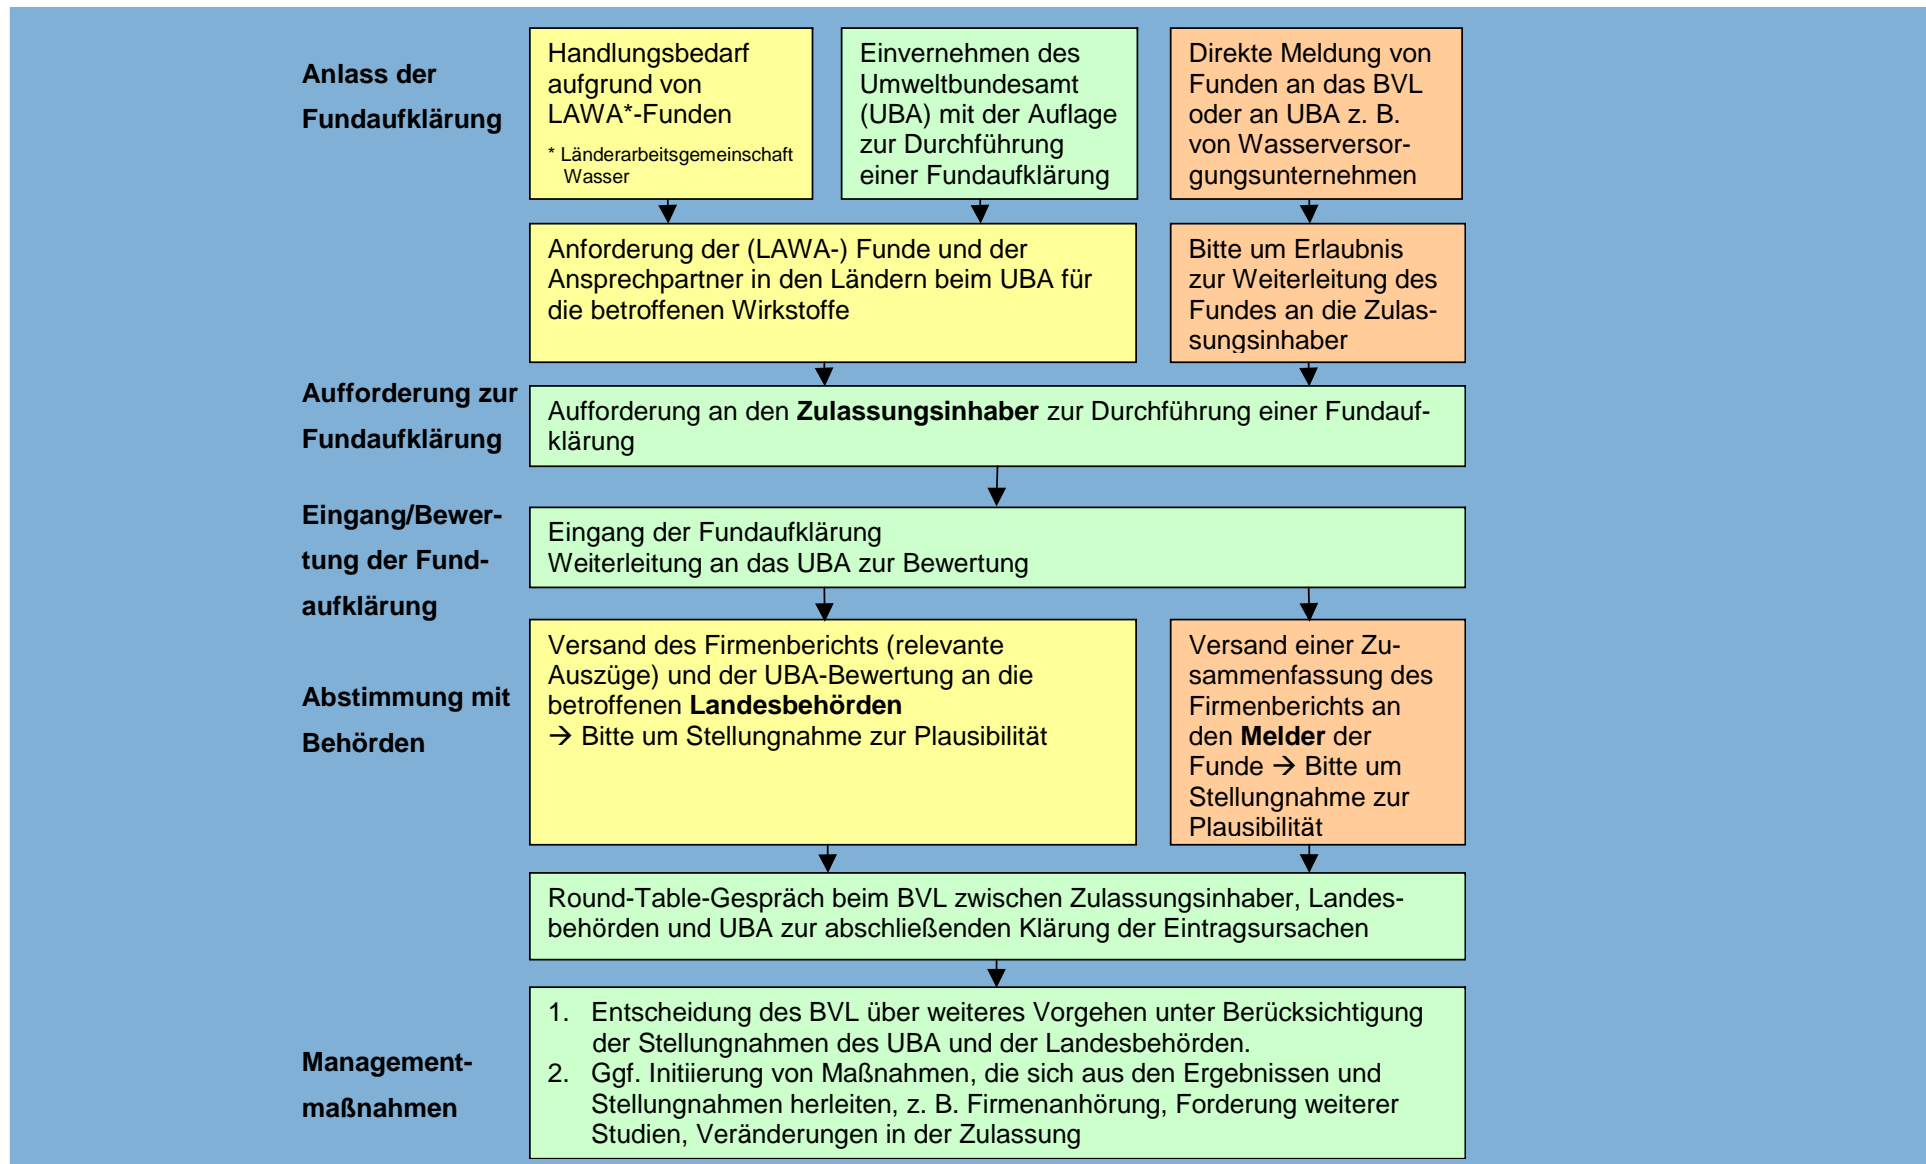 Anlass der
Fundaufklärung
Handlungsbedarf
aufgrund von
LAWA*-Funden
* Länderarbeitsgemeinschaft
Wasser
Einvernehmen des
Umweltbundesamt
(UBA) mit der Auflage
zur Durchführung
einer Fundaufklärung
Direkte Meldung von
Funden an das BVL
oder an UBA z. B.
von Wasserversor-
gungsunternehmen
Anforderung der (LAWA-) Funde und der
Ansprechpartner in den Ländern beim UBA für
die betroffenen Wirkstoffe
Bitte um Erlaubnis
zur Weiterleitung des
Fundes an die Zulas-
sungsinhaber
Aufforderung zur
Fundaufklärung
Aufforderung an den Zulassungsinhaber zur Durchführung einer Fundauf-
klärung
Eingang/Bewer-
tung der Fund-
aufklärung
Eingang der Fundaufklärung
Weiterleitung an das UBA zur Bewertung
Abstimmung mit
Behörden
Versand des Firmenberichts (relevante
Auszüge) und der UBA-Bewertung an die
betroffenen Landesbehörden
→ Bitte um Stellungnahme zur Plausibilität
Versand einer Zu-
sammenfassung des
Firmenberichts an
den Melder der
Funde → Bitte um
Stellungnahme zur
Plausibilität
Round-Table-Gespräch beim BVL zwischen Zulassungsinhaber, Landes-
behörden und UBA zur abschließenden Klärung der Eintragsursachen
Management-
maßnahmen
1. Entscheidung des BVL über weiteres Vorgehen unter Berücksichtigung
der Stellungnahmen des UBA und der Landesbehörden.
2. Ggf. Initiierung von Maßnahmen, die sich aus den Ergebnissen und
Stellungnahmen herleiten, z. B. Firmenanhörung, Forderung weiterer
Studien, Veränderungen in der Zulassung